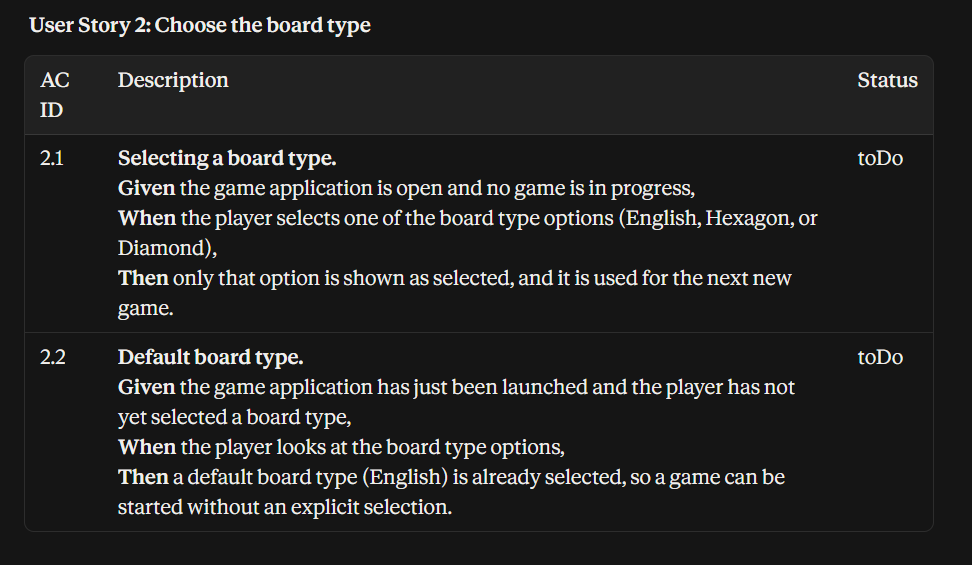 User Story 2: Choose the board type
AC ID Description Status
2.1 Selecting a board type. toDo
Given the game application is open and no game is in progress,
When the player selects one of the board type options (English, Hexagon, or
Diamond),
Then only that option is shown as selected, and it is used for the next new
game.
2.2 Default board type. toDo
Given the game application has just been launched and the player has not
yet selected a board type,
When the player looks at the board type options,
Then a default board type (English) is already selected, so a game can be
started without an explicit selection.